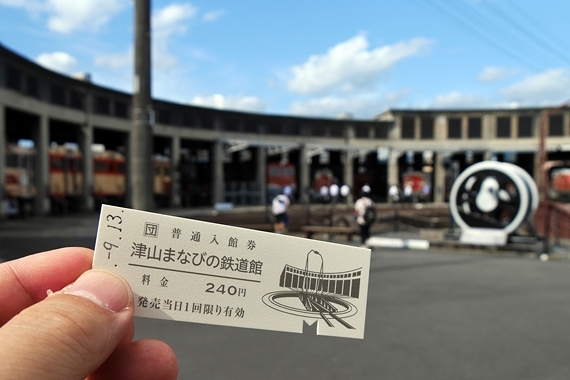 -9.13.
団 普通入館券
津山まなびの鉄道館
料金 240円
発売当日1回限り有効